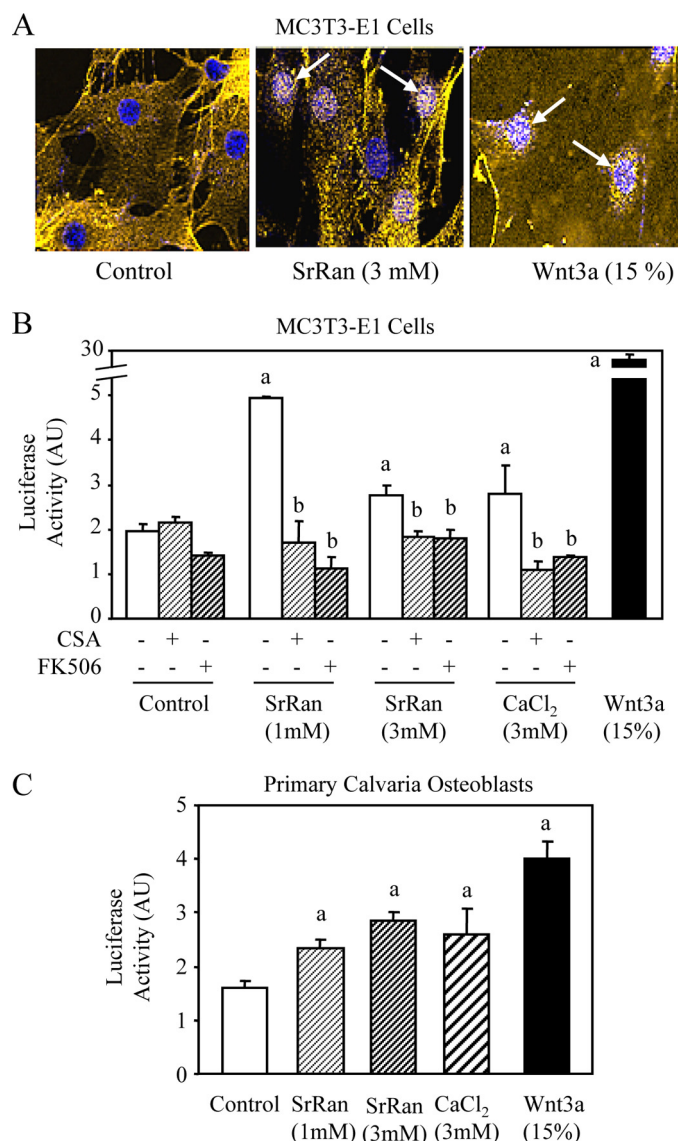 A
MC3T3-E1 Cells
Control
SrRan (3 mM)
Wnt3a (15 %)
B
MC3T3-E1 Cells
Luciferase
Activity (AU)
30
5
3
2
1
0
a
b
b
a
b
b
a
b
b
a
CSA - + - - + - - + - - + -
FK506 - - + - - + - - + - - +
Control
SrRan
(1mM)
SrRan
(3mM)
CaCl₂
(3mM)
Wnt3a
(15%)
C
Primary Calvaria Osteoblasts
Luciferase
Activity (AU)
5
4
3
2
1
0
a
a
a
a
Control
SrRan
(1mM)
SrRan
(3mM)
CaCl₂
(3mM)
Wnt3a
(15%)